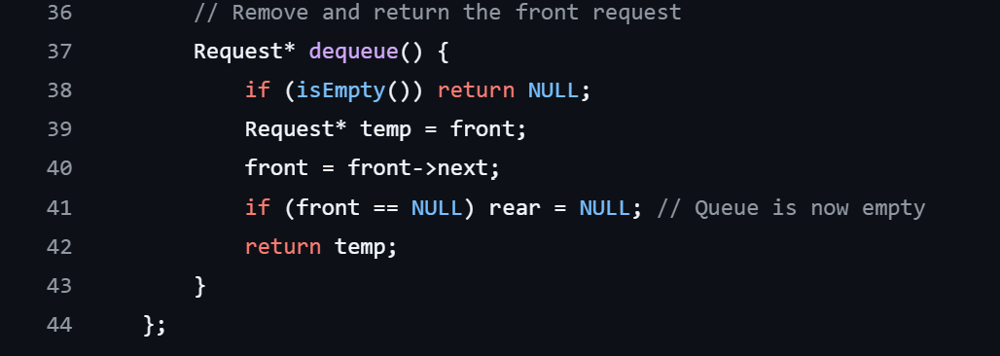 36 // Remove and return the front request
37 Request* dequeue() {
38 if (isEmpty()) return NULL;
39 Request* temp = front;
40 front = front->next;
41 if (front == NULL) rear = NULL; // Queue is now empty
42 return temp;
43 }
44 };